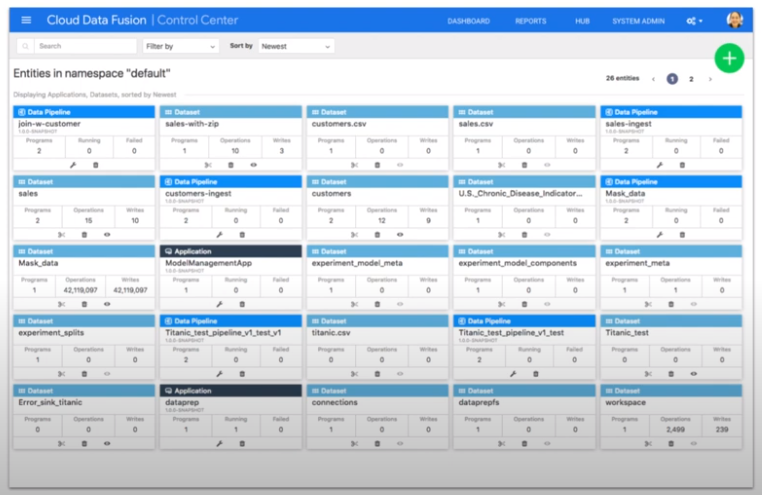 Cloud Data Fusion | Control Center DASHBOARD REPORTS HUB SYSTEM ADMIN
Search Filter by Sort by Newest
Entities in namespace "default" 26 entities 1 2
Displaying Applications, Datasets, sorted by Newest
Data Pipeline Dataset Dataset Dataset Data Pipeline
join-w-customer sales-with-zip customers.csv sales.csv sales-ingest
1.0.0-SNAPSHOT 1.0.0-SNAPSHOT
Programs Running Failed Programs Operations Writes Programs Operations Writes Programs Operations Writes Programs Running Failed
2 0 0 1 10 3 1 0 0 1 0 0 2 0 0
Dataset Data Pipeline Dataset Dataset Data Pipeline
sales customers-ingest customers U.S._Chronic_Disease_Indicator... Mask_data
1.0.0-SNAPSHOT 1.0.0-SNAPSHOT
Programs Operations Writes Programs Running Failed Programs Operations Writes Programs Operations Writes Programs Running Failed
2 15 10 2 0 0 2 12 9 1 0 0 2 0 0
Dataset Application Dataset Dataset Dataset
Mask_data ModelManagementApp experiment_model_meta experiment_model_components experiment_meta
1.0.0-SNAPSHOT
Programs Operations Writes Programs Running Failed Programs Operations Writes Programs Operations Writes Programs Operations Writes
1 42,119,097 42,119,097 1 0 0 1 0 0 1 0 0 1 1 0
Dataset Data Pipeline Dataset Data Pipeline Dataset
experiment_splits Titanic_test_pipeline_v1_test_v1 titanic.csv Titanic_test_pipeline_v1_test Titanic_test
1.0.0-SNAPSHOT 1.0.0-SNAPSHOT
Programs Operations Writes Programs Running Failed Programs Operations Writes Programs Running Failed Programs Operations Writes
1 0 0 2 0 0 1 0 0 2 0 0 1 0 0
Dataset Application Dataset Dataset Dataset
Error_sink_titanic dataprep connections dataprepfs workspace
1.0.0-SNAPSHOT
Programs Operations Writes Programs Running Failed Programs Operations Writes Programs Operations Writes Programs Operations Writes
0 0 0 1 1 0 1 0 0 1 0 0 1 2,499 239